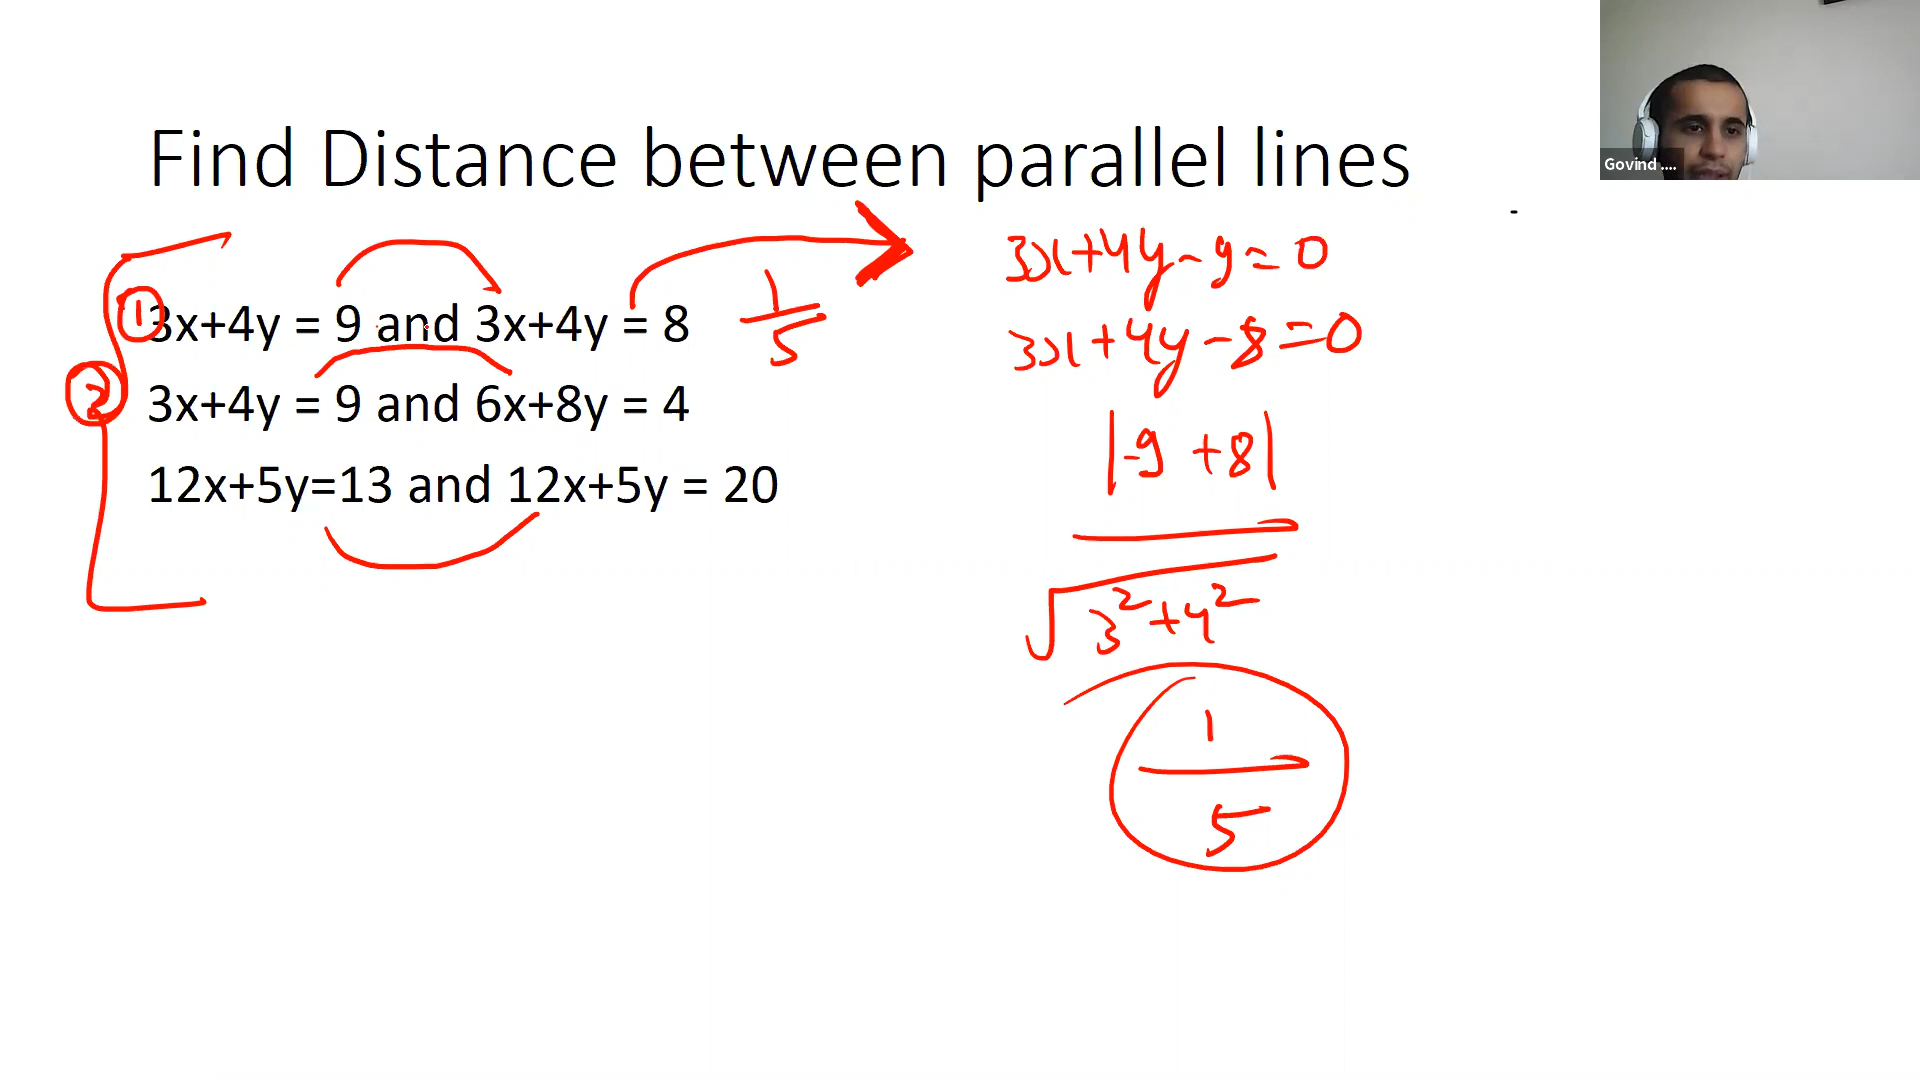 Find Distance between parallel lines
Govind ....
-
① 3x+4y = 9 and 3x+4y = 8
1/5
② 3x+4y = 9 and 6x+8y = 4
12x+5y=13 and 12x+5y = 20
3x+4y-9=0
3x+4y-8=0
|-9 +8|
√3²+4²
1
5